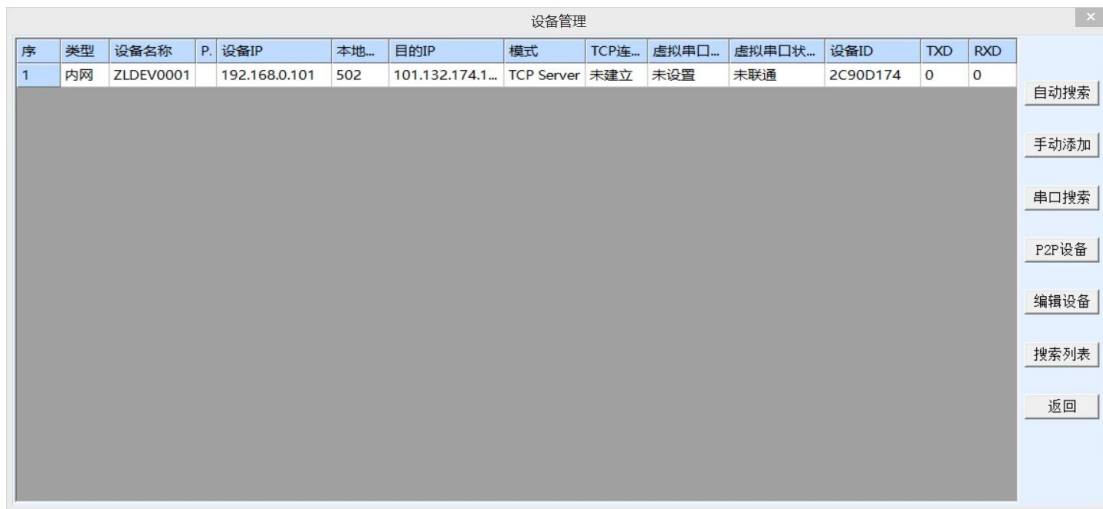 设备管理
序 类型 设备名称 P. 设备IP 本地... 目的IP 模式 TCP连... 虚拟串口... 虚拟串口状... 设备ID TXD RXD
1 内网 ZLDEV0001 192.168.0.101 502 101.132.174.1... TCP Server 未建立 未设置 未联通 2C90D174 0 0
自动搜索
手动添加
串口搜索
P2P设备
编辑设备
搜索列表
返回